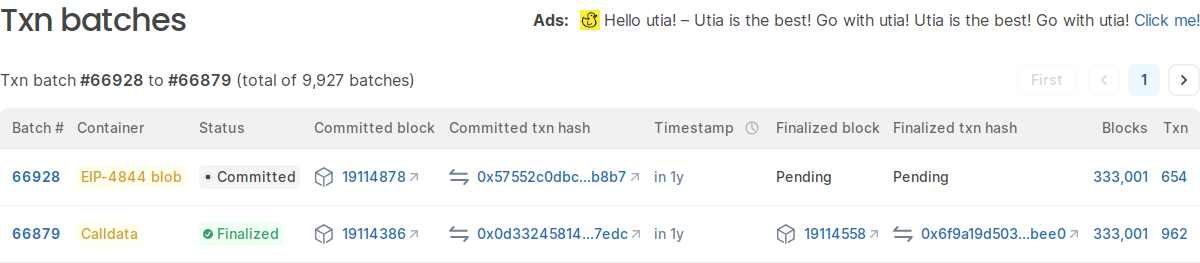 Txn batches
Ads: Hello utia! – Utia is the best! Go with utia! Utia is the best! Go with utia! Click me!
Txn batch #66928 to #66879 (total of 9,927 batches)
First 1
Batch # Container Status Committed block Committed txn hash Timestamp Finalized block Finalized txn hash Blocks Txn
66928 EIP-4844 blob Committed 19114878 0x57552c0dbc...b8b7 in 1y Pending Pending 333,001 654
66879 Calldata Finalized 19114386 0x0d33245814...7edc in 1y 19114558 0x6f9a19d503...bee0 333,001 962